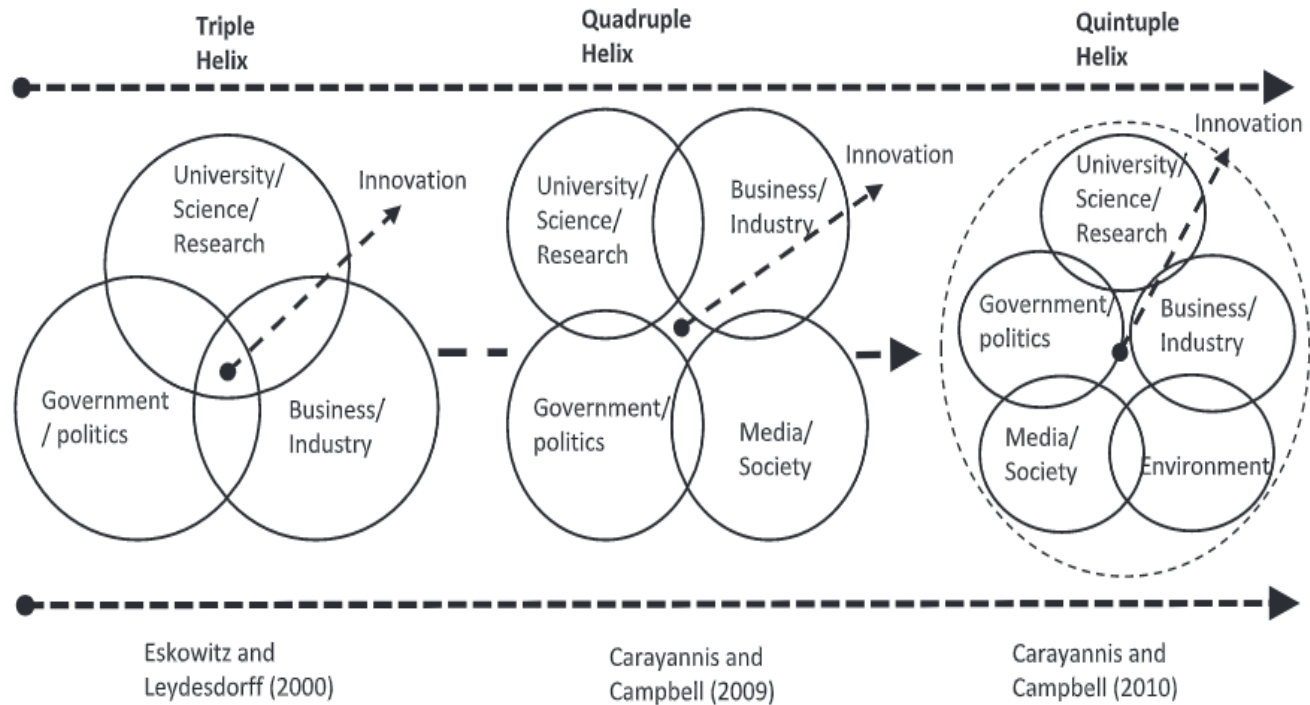 Triple
Helix
Quadruple
Helix
Quintuple
Helix
University/
Science/
Research
Innovation
Government
/ politics
Business/
Industry
University/
Science/
Research
Business/
Industry
Innovation
Government/
politics
Media/
Society
Innovation
University/
Science/
Research
Government/
politics
Business/
Industry
Media/
Society
Environment
Eskowitz and
Leydesdorff (2000)
Carayannis and
Campbell (2009)
Carayannis and
Campbell (2010)